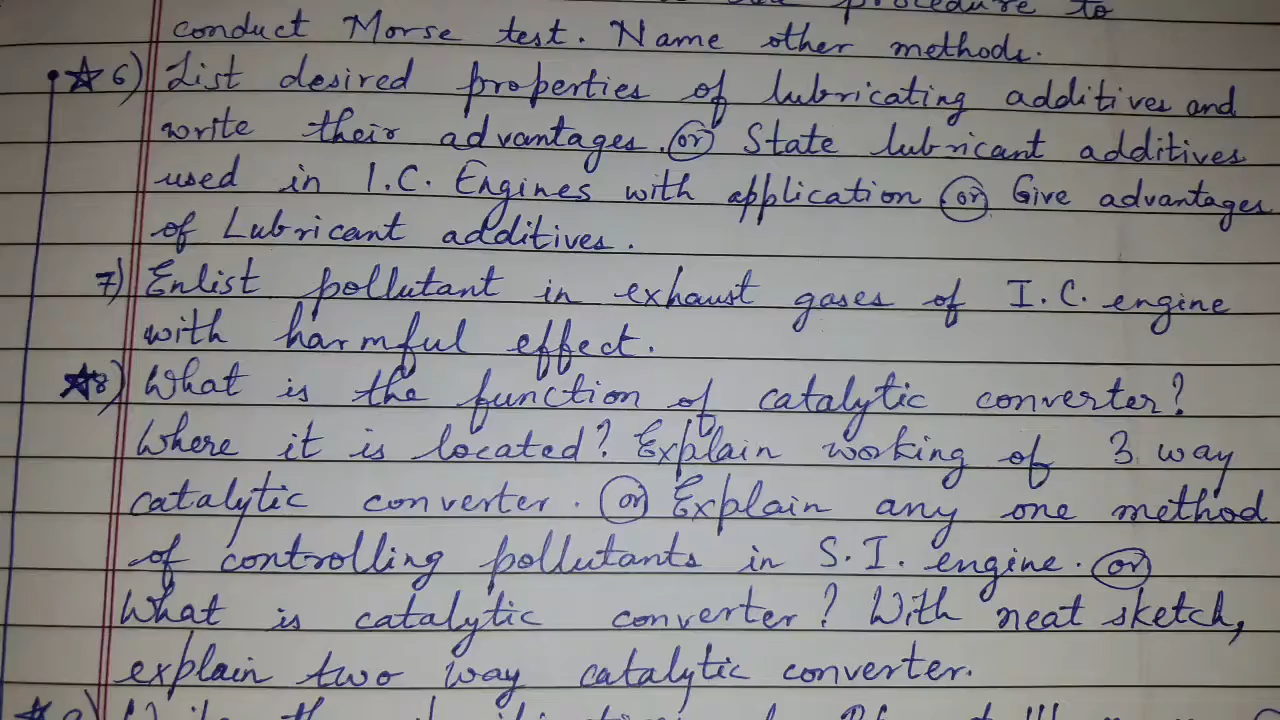 procedure to
conduct Morse test. Name other methods.
6) List desired properties of lubricating additives and
write their advantages. or State lubricant additives
used in I.C. Engines with application or Give advantages
of Lubricant additives.
7) Enlist pollutant in exhaust gases of I.C. engine
with harmful effect.
8) What is the function of catalytic converter?
Where it is located? Explain working of 3 way
catalytic converter. or Explain any one method
of controlling pollutants in S.I. engine. or
What is catalytic converter? With neat sketch,
explain two way catalytic converter.